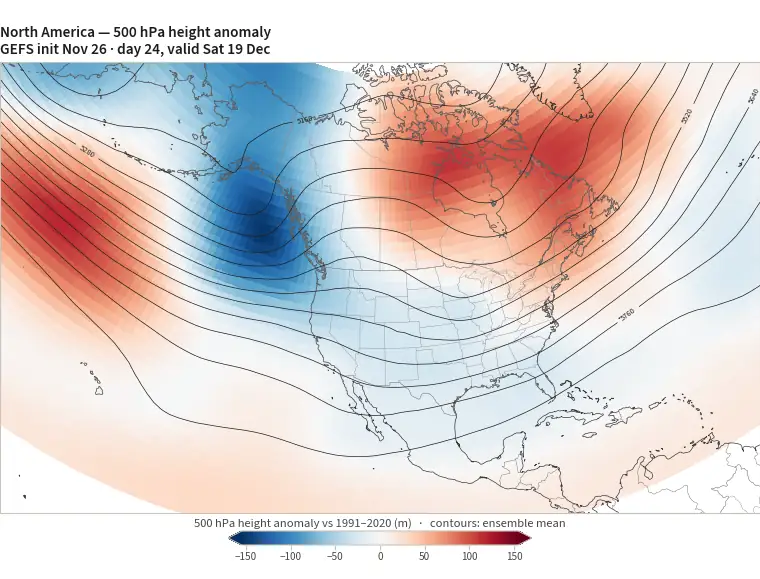 North America — 500 hPa height anomaly
GEFS init Nov 26 · day 24, valid Sat 19 Dec
5160
5280
5520
5640
5760
500 hPa height anomaly vs 1991–2020 (m) · contours: ensemble mean
−150 −100 −50 0 50 100 150